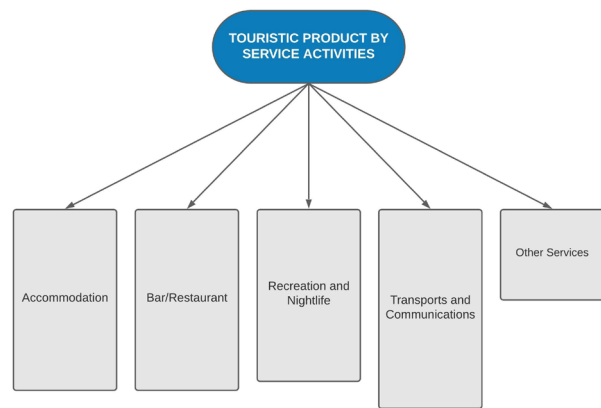 TOURISTIC PRODUCT BY
SERVICE ACTIVITIES
Accommodation
Bar/Restaurant
Recreation and
Nightlife
Transports and
Communications
Other Services